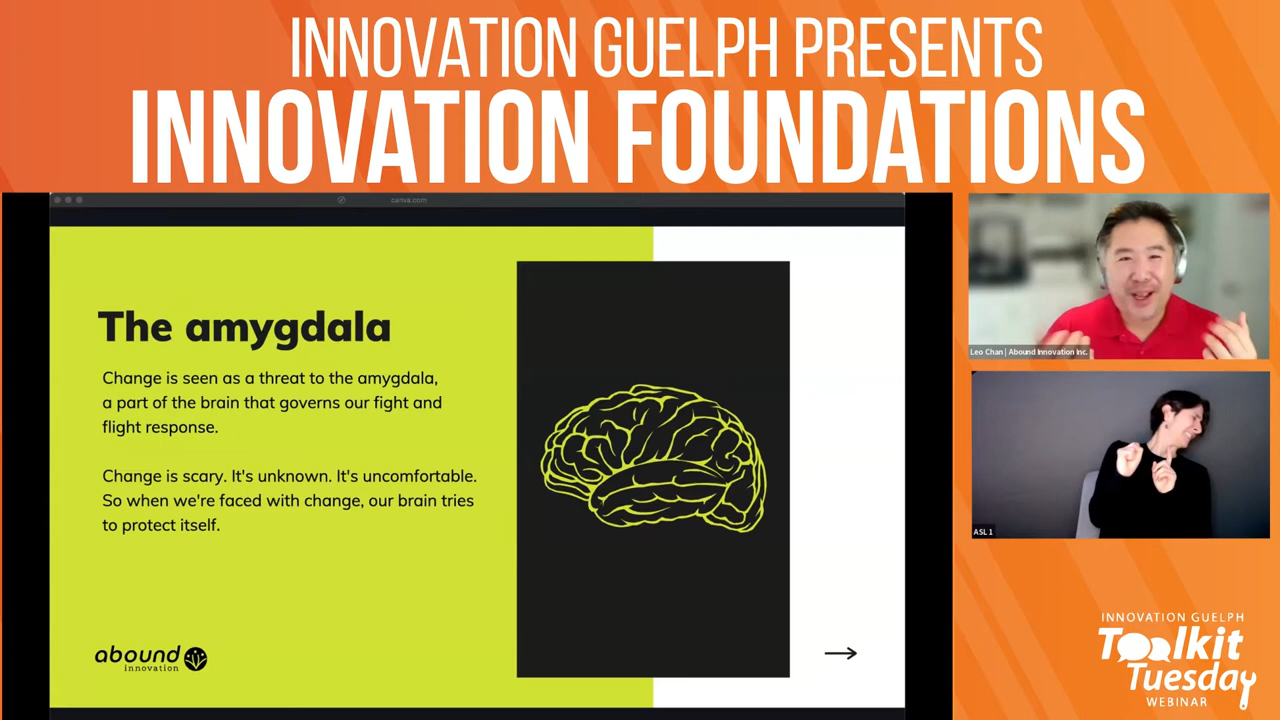 INNOVATION GUELPH PRESENTS
INNOVATION FOUNDATIONS
canva.com
The amygdala
Change is seen as a threat to the amygdala,
a part of the brain that governs our fight and
flight response.
Change is scary. It's unknown. It's uncomfortable.
So when we're faced with change, our brain tries
to protect itself.
abound
innovation
Leo Chan | Abound Innovation Inc.
ASL 1
INNOVATION GUELPH
Toolkit
Tuesday
WEBINAR